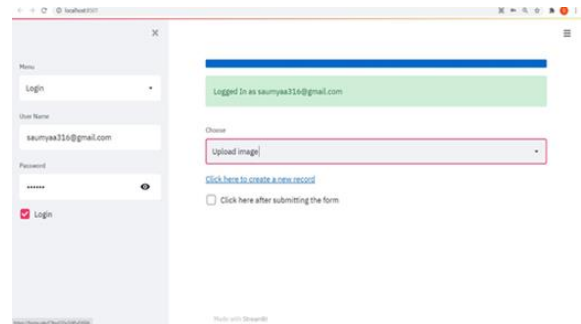 localhost:8501
Menu
Login
User Name
saumyaa316@gmail.com
Password
Login
Logged In as saumyaa316@gmail.com
Choose
Upload image
Click here to create a new record
Click here after submitting the form
Made with Streamlit